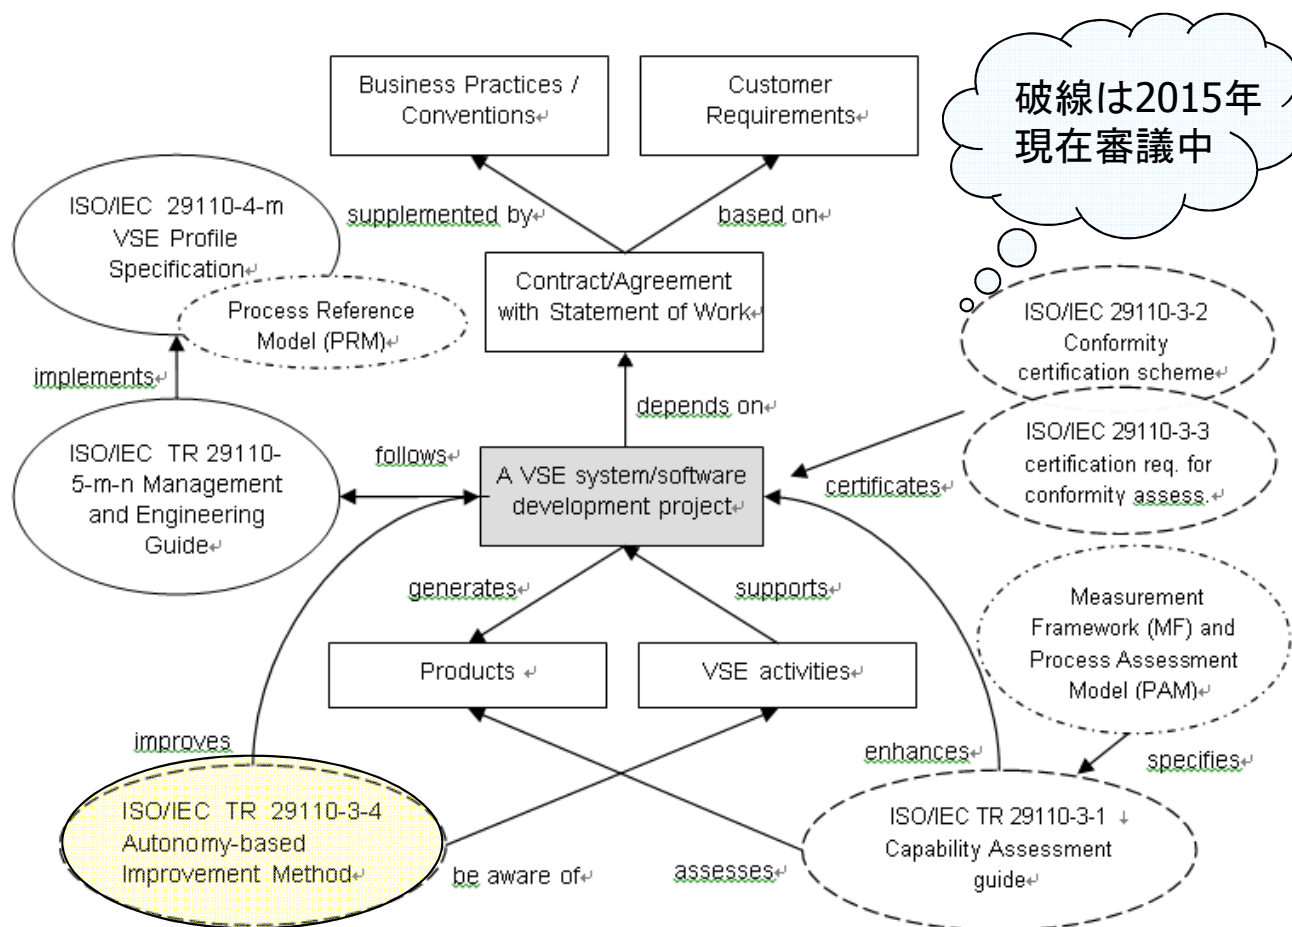 Business Practices /
Conventions
Customer
Requirements
破線は2015年
現在審議中
ISO/IEC 29110-4-m
VSE Profile
Specification
supplemented by
based on
Process Reference
Model (PRM)
Contract/Agreement
with Statement of Work
ISO/IEC 29110-3-2
Conformity
certification scheme
implements
depends on
ISO/IEC TR 29110-
5-m-n Management
and Engineering
Guide
follows
A VSE system/software
development project
certificates
ISO/IEC 29110-3-3
certification req. for
conformity assess.
generates
supports
Measurement
Framework (MF) and
Process Assessment
Model (PAM)
Products
VSE activities
improves
enhances
specifies
ISO/IEC TR 29110-3-4
Autonomy-based
Improvement Method
be aware of
assesses
ISO/IEC TR 29110-3-1 ↓
Capability Assessment
guide